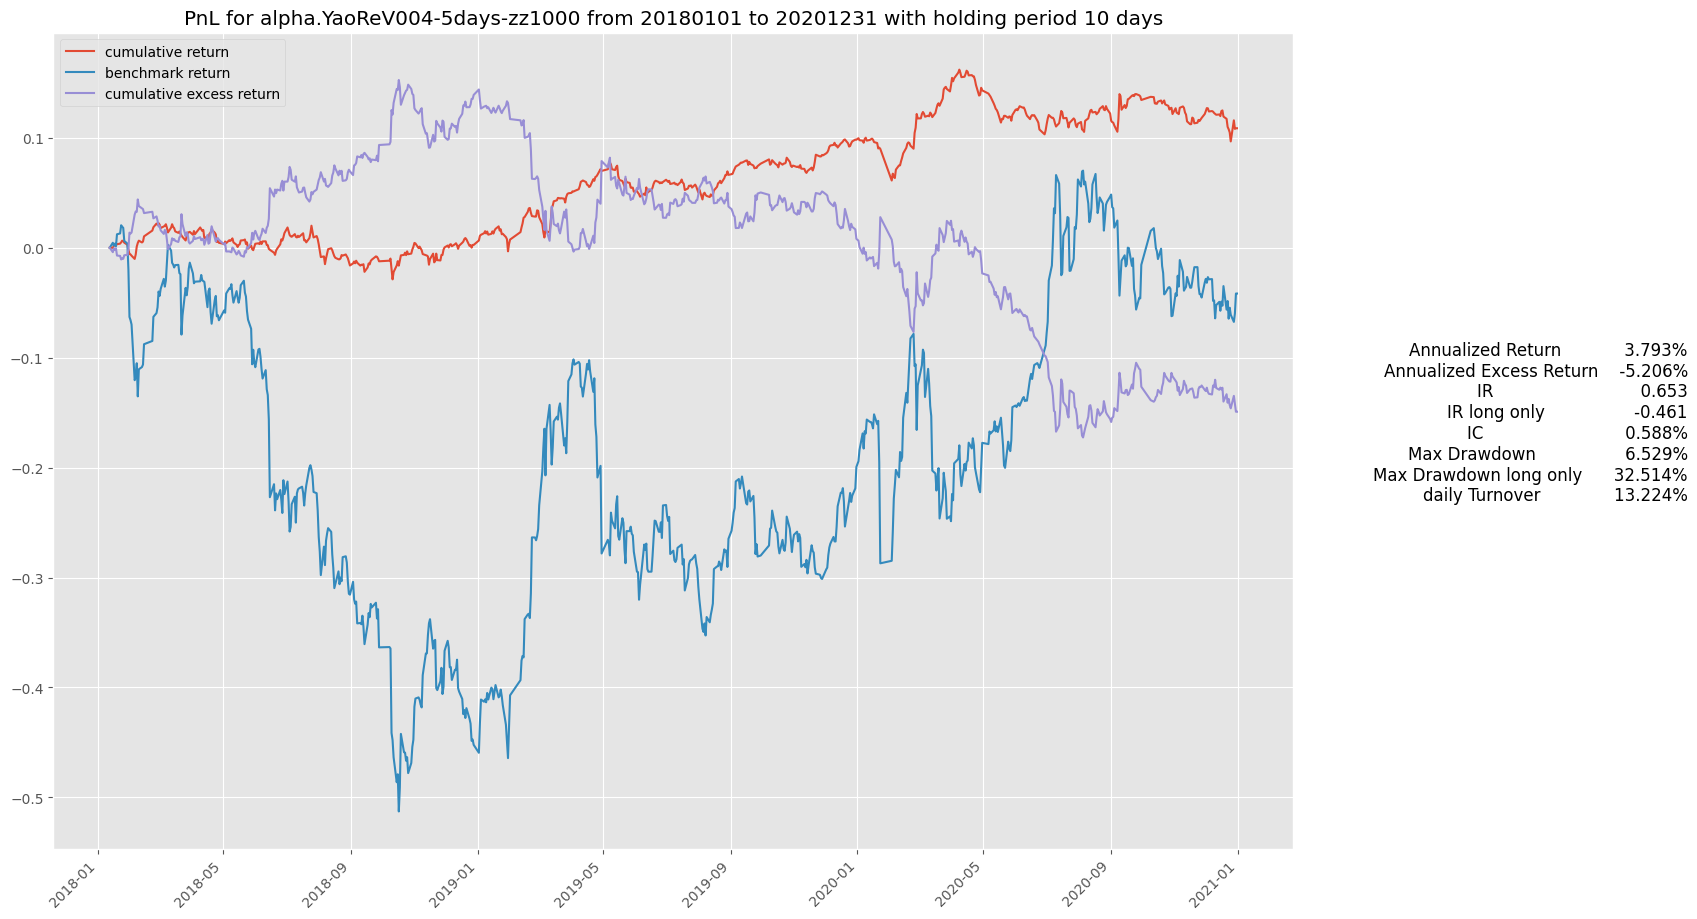 PnL for alpha.YaoReV004-5days-zz1000 from 20180101 to 20201231 with holding period 10 days
cumulative return
benchmark return
cumulative excess return
0.1
0.0
−0.1
−0.2
−0.3
−0.4
−0.5
2018-01
2018-05
2018-09
2019-01
2019-05
2019-09
2020-01
2020-05
2020-09
2021-01
Annualized Return 3.793%
Annualized Excess Return -5.206%
IR 0.653
IR long only -0.461
IC 0.588%
Max Drawdown 6.529%
Max Drawdown long only 32.514%
daily Turnover 13.224%